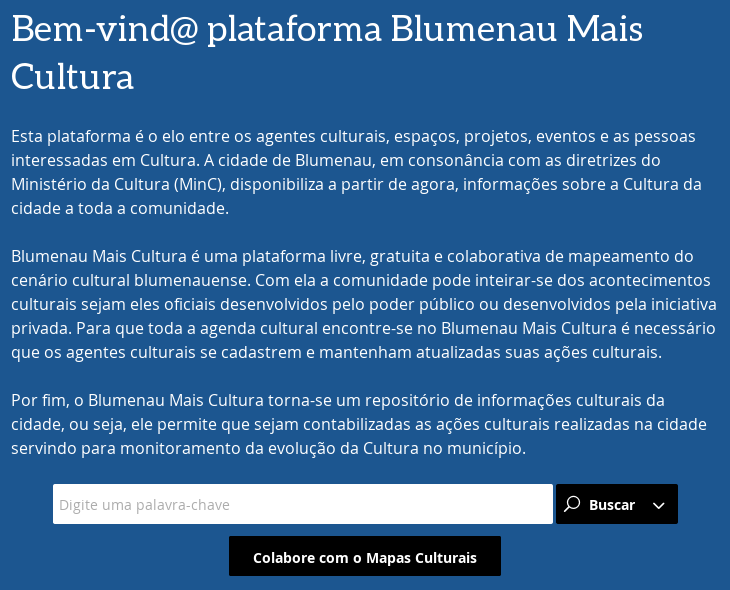 Bem-vind@ plataforma Blumenau Mais
Cultura
Esta plataforma é o elo entre os agentes culturais, espaços, projetos, eventos e as pessoas
interessadas em Cultura. A cidade de Blumenau, em consonância com as diretrizes do
Ministério da Cultura (MinC), disponibiliza a partir de agora, informações sobre a Cultura da
cidade a toda a comunidade.
Blumenau Mais Cultura é uma plataforma livre, gratuita e colaborativa de mapeamento do
cenário cultural blumenauense. Com ela a comunidade pode inteirar-se dos acontecimentos
culturais sejam eles oficiais desenvolvidos pelo poder público ou desenvolvidos pela iniciativa
privada. Para que toda a agenda cultural encontre-se no Blumenau Mais Cultura é necessário
que os agentes culturais se cadastrem e mantenham atualizadas suas ações culturais.
Por fim, o Blumenau Mais Cultura torna-se um repositório de informações culturais da
cidade, ou seja, ele permite que sejam contabilizadas as ações culturais realizadas na cidade
servindo para monitoramento da evolução da Cultura no município.
Digite uma palavra-chave
Buscar
Colabore com o Mapas Culturais